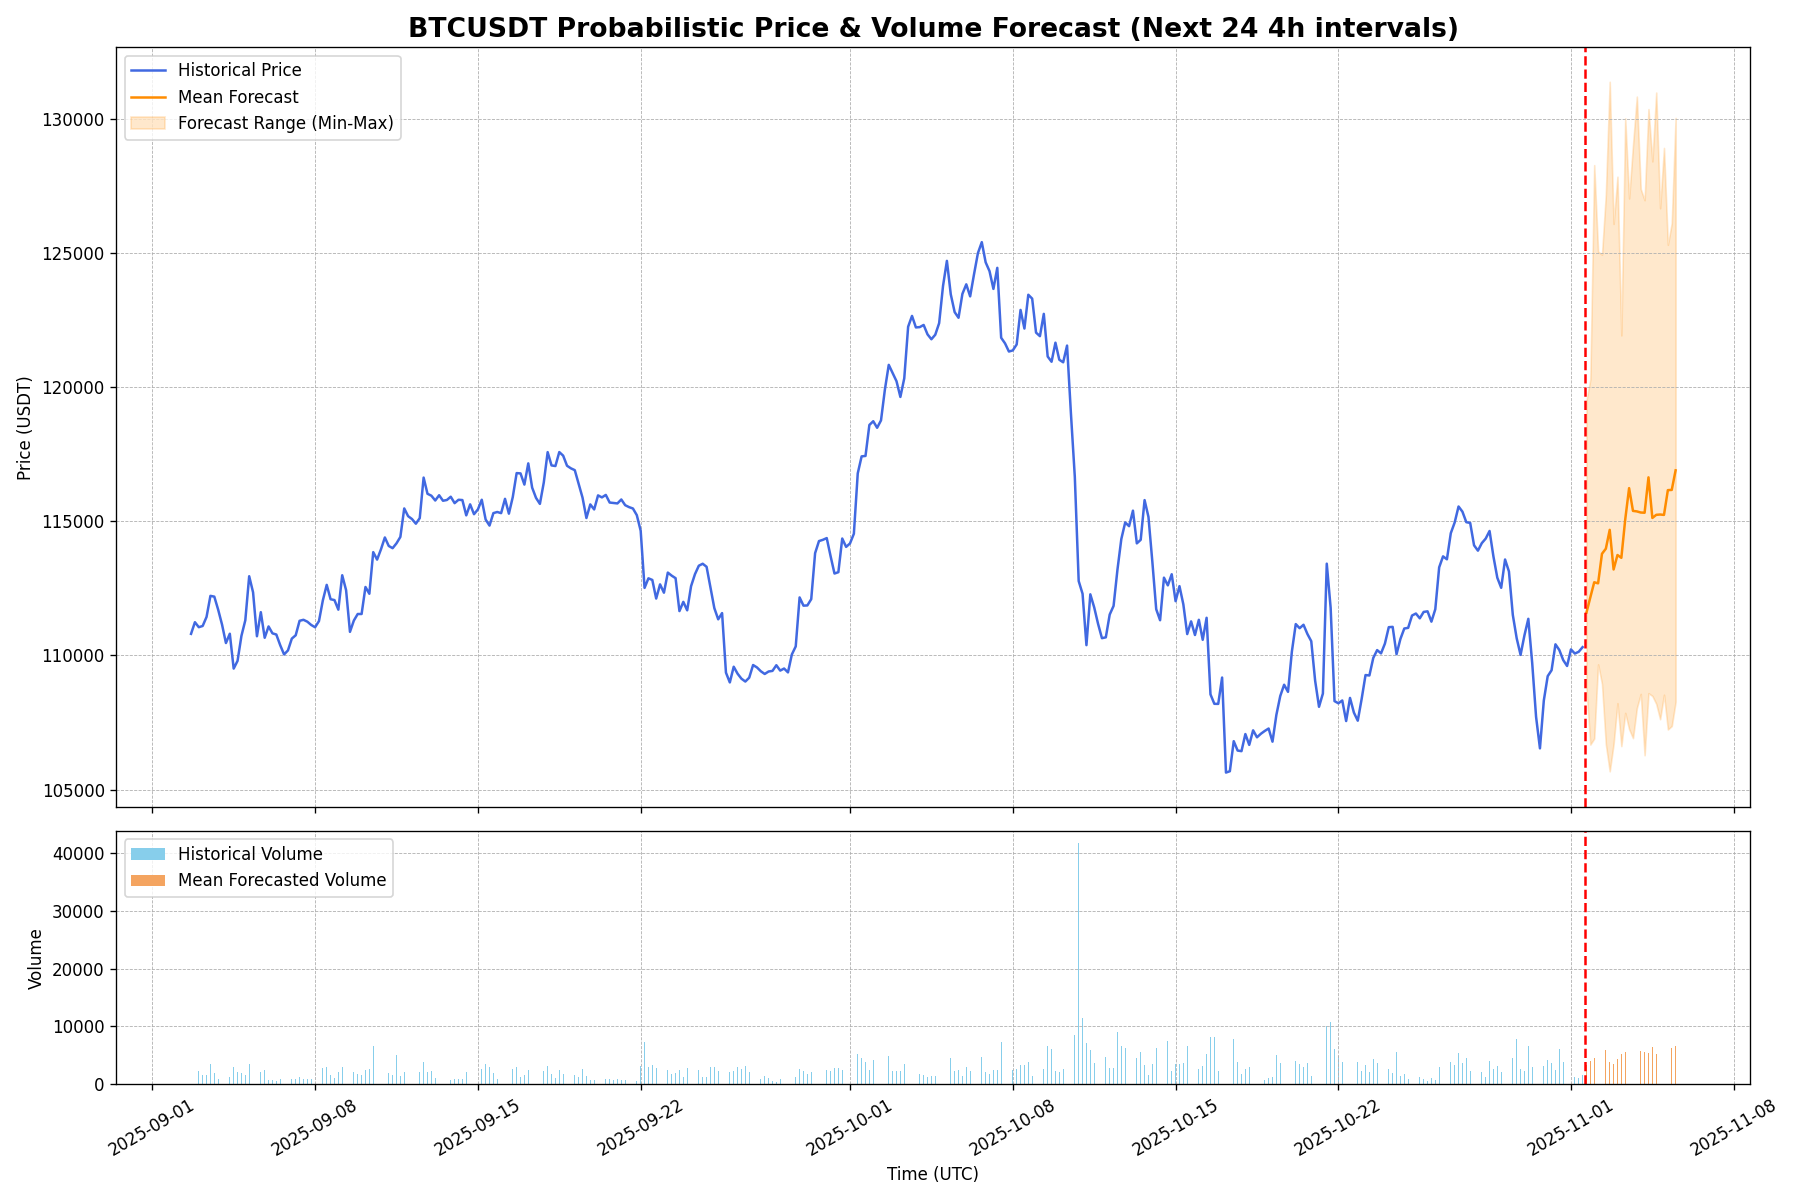 BTCUSDT Probabilistic Price & Volume Forecast (Next 24 4h intervals)
Historical Price
Mean Forecast
Forecast Range (Min-Max)
130000
125000
120000
115000
110000
105000
Price (USDT)
Historical Volume
Mean Forecasted Volume
40000
30000
20000
10000
0
Volume
2025-09-01
2025-09-08
2025-09-15
2025-09-22
2025-10-01
2025-10-08
2025-10-15
2025-10-22
2025-11-01
2025-11-08
Time (UTC)